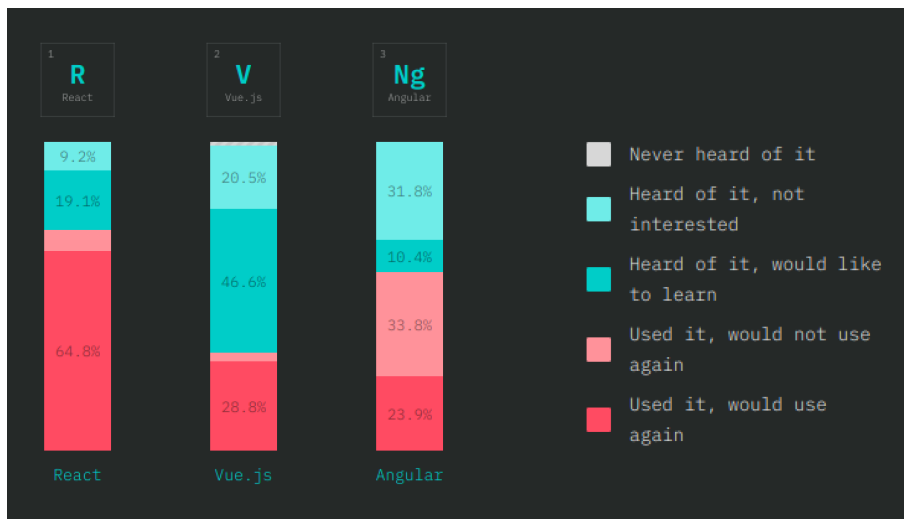 1
R
React
2
V
Vue.js
3
Ng
Angular
9.2%
19.1%
64.8%
React
20.5%
46.6%
28.8%
Vue.js
31.8%
10.4%
33.8%
23.9%
Angular
Never heard of it
Heard of it, not
interested
Heard of it, would like
to learn
Used it, would not use
again
Used it, would use
again